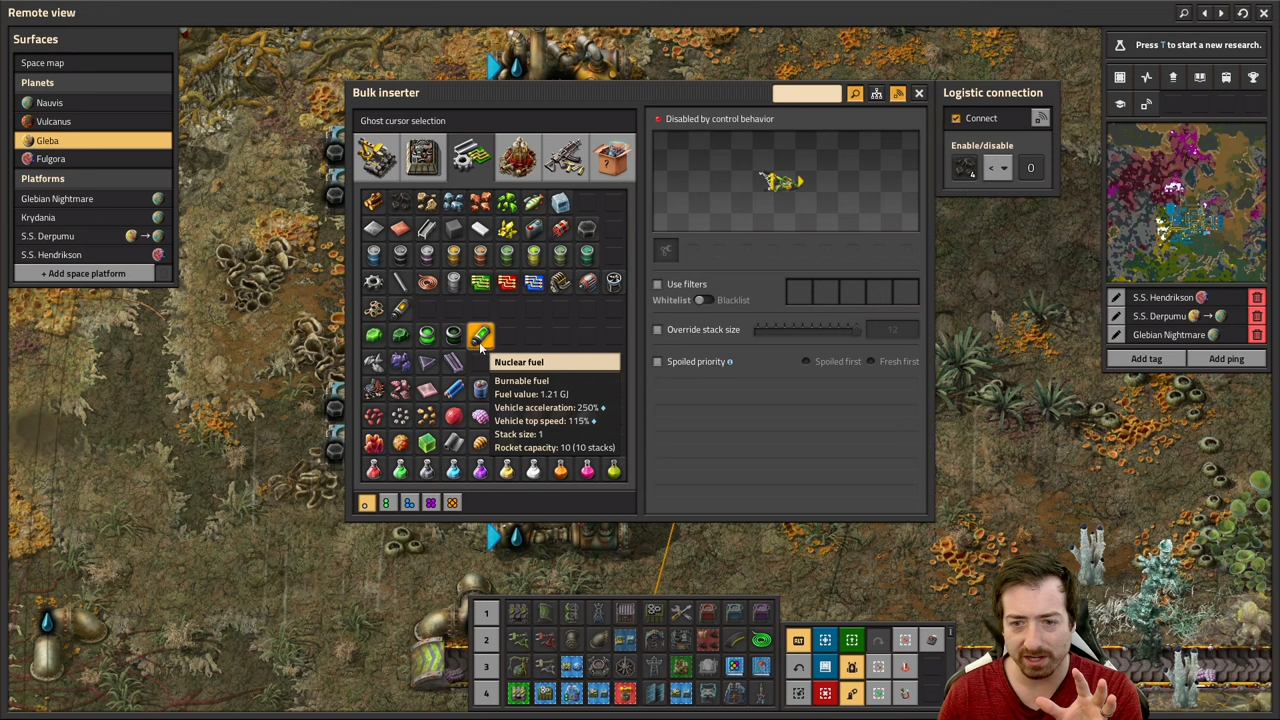 Remote view
Surfaces
Space map
Planets
Nauvis
Vulcanus
Gleba
Fulgora
Platforms
Glebian Nightmare
Krydania
S.S. Derpumu
S.S. Hendrikson
+ Add space platform
Bulk inserter
Ghost cursor selection
?
Nuclear fuel
Burnable fuel
Fuel value: 1.21 GJ
Vehicle acceleration: 250%
Vehicle top speed: 115%
Stack size: 1
Rocket capacity: 10 (10 stacks)
Disabled by control behavior
Use filters
Whitelist
Blacklist
Override stack size
12
Spoiled priority
Spoiled first
Fresh first
Logistic connection
Connect
Enable/disable
4
<
0
Press T to start a new research.
S.S. Hendrikson
S.S. Derpumu
Glebian Nightmare
Add tag
Add ping
1
2
3
4
ALT